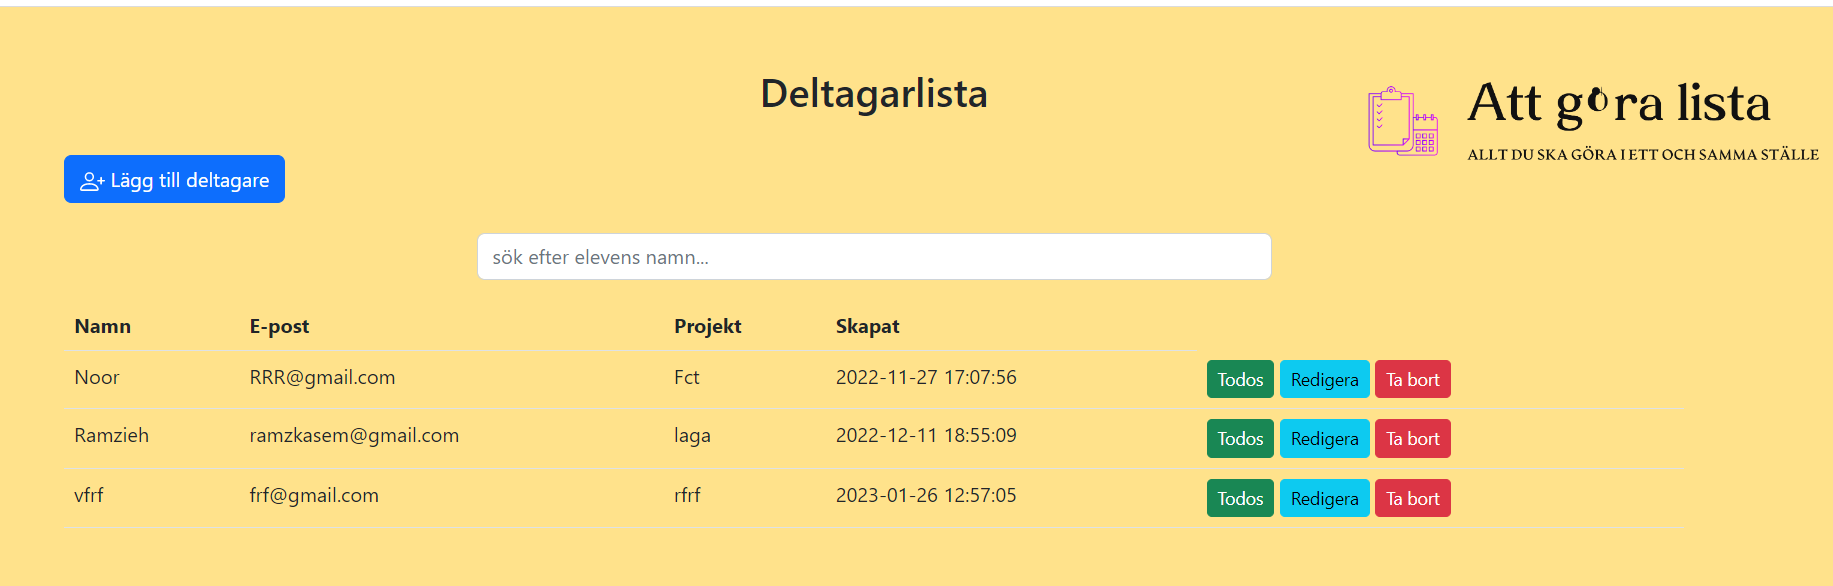 Deltagarlista
Att göra lista
ALLT DU SKA GÖRA I ETT OCH SAMMA STÄLLE
Lägg till deltagare
sök efter elevens namn...
Namn E-post Projekt Skapat
Noor RRR@gmail.com Fct 2022-11-27 17:07:56 Todos Redigera Ta bort
Ramzieh ramzkasem@gmail.com laga 2022-12-11 18:55:09 Todos Redigera Ta bort
vfrf frf@gmail.com rfrf 2023-01-26 12:57:05 Todos Redigera Ta bort